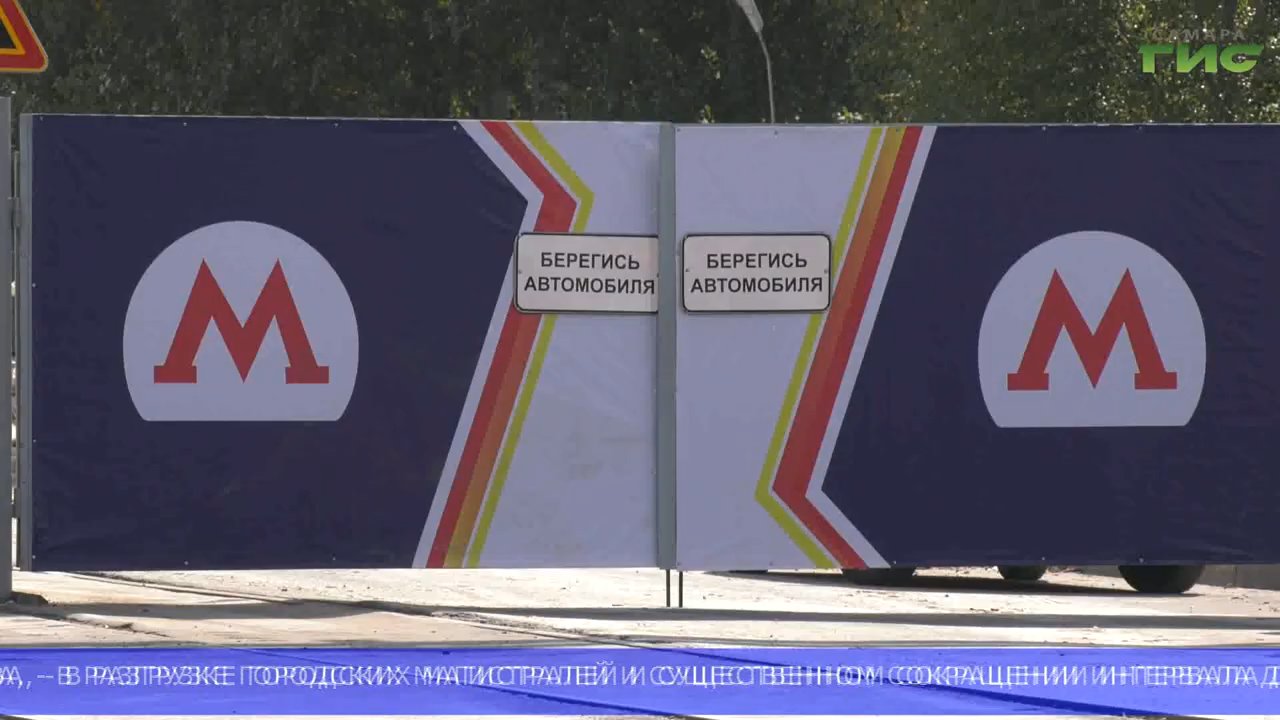 САМАРА
ГИС
М
БЕРЕГИСЬ
АВТОМОБИЛЯ
БЕРЕГИСЬ
АВТОМОБИЛЯ
М
В РАЗГРУЗКЕ ГОРОДСКИХ МАГИСТРАЛЕЙ И СУЩЕСТВЕННОМ СОКРАЩЕНИИ ИНТЕРВАЛА